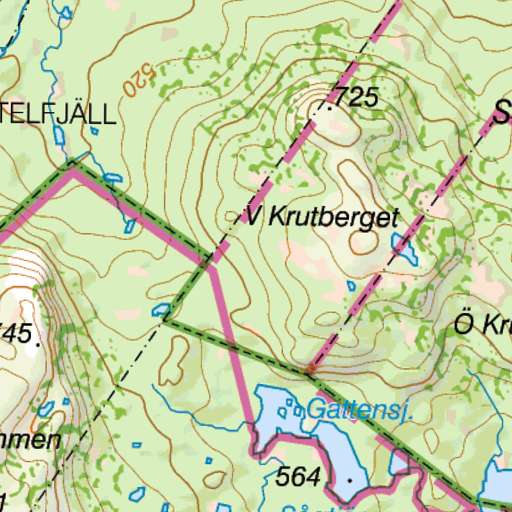 520
.725
TELFJÄLL
S
V Krutberget
745.
Ö Kru
Gattensj.
mmen
564